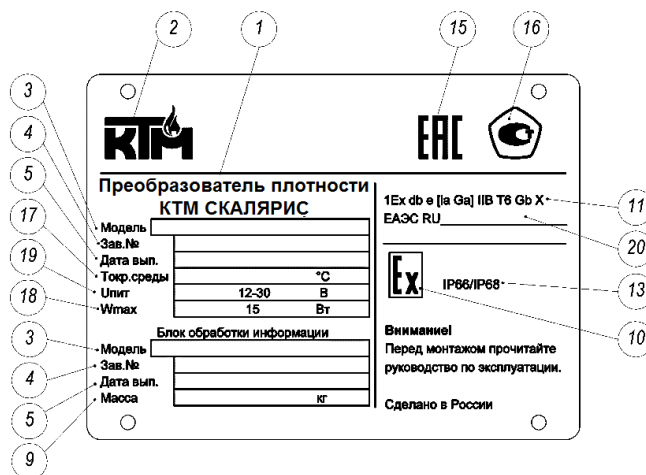 2 1 15 16
3
4
5
17
19
18
3
4
5
9
КТМ
ЕАС
Преобразователь плотности
КТМ СКАЛЯРИС
Модель
Зав.№
Дата вып.
Токр.среды °C
Uпит 12-30 В
Wmax 15 Вт
Блок обработки информации
Модель
Зав.№
Дата вып.
Масса кг
1Ex db e [ia Ga] IIB T6 Gb X
ЕАЭС RU
Ex
IP66/IP68
Внимание!
Перед монтажом прочитайте
руководство по эксплуатации.
Сделано в России
11
20
13
10